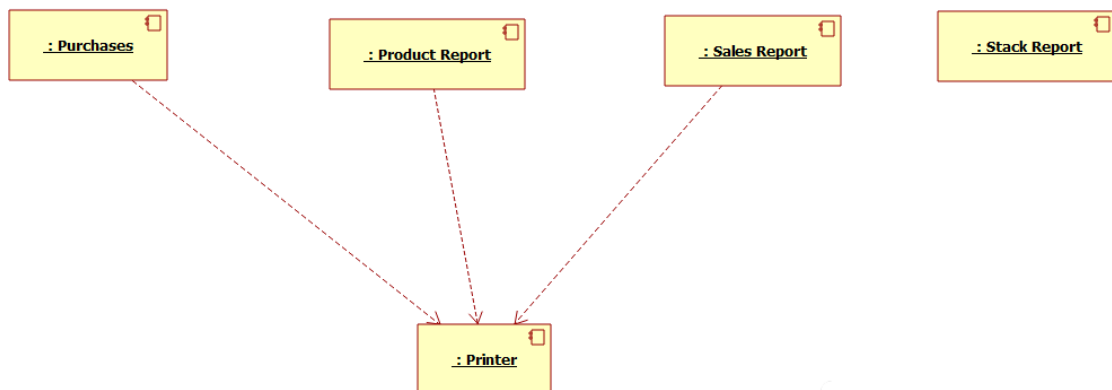 : Purchases
: Product Report
: Sales Report
: Stack Report
: Printer